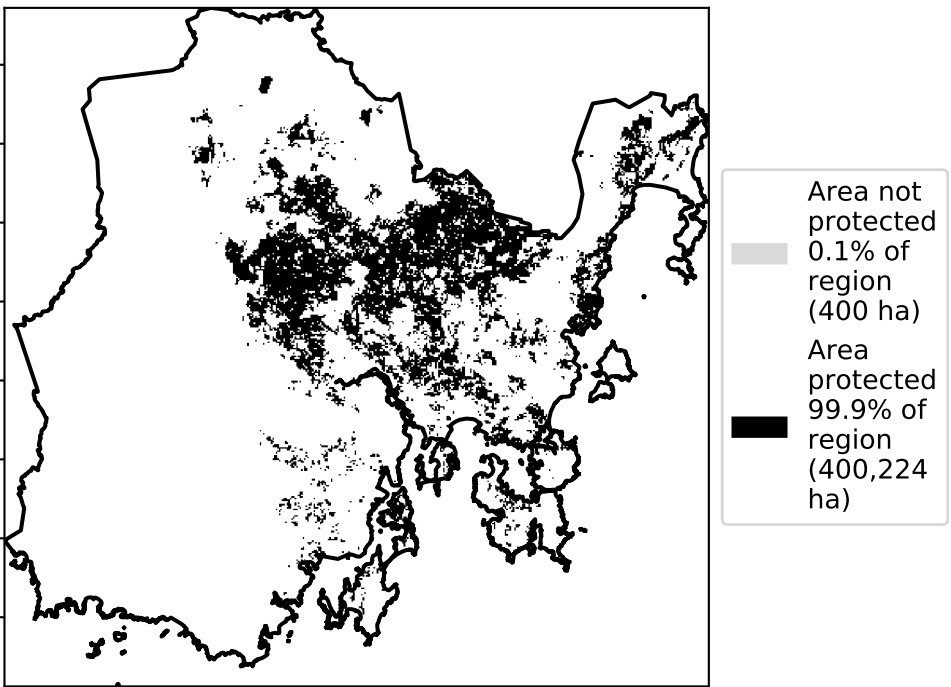 Area not
protected
0.1% of
region
(400 ha)
Area
protected
99.9% of
region
(400,224
ha)